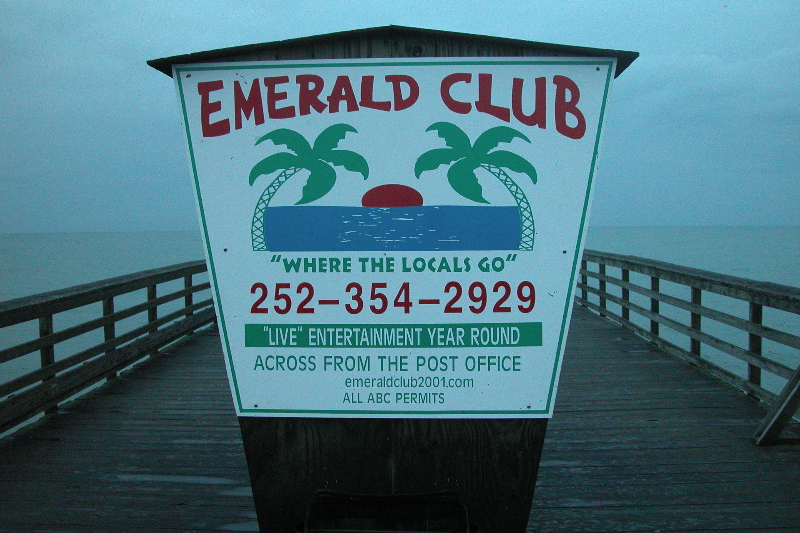 EMERALD CLUB
"WHERE THE LOCALS GO"
252-354-2929
"LIVE" ENTERTAINMENT YEAR ROUND
ACROSS FROM THE POST OFFICE
emeraldclub2001.com
ALL ABC PERMITS